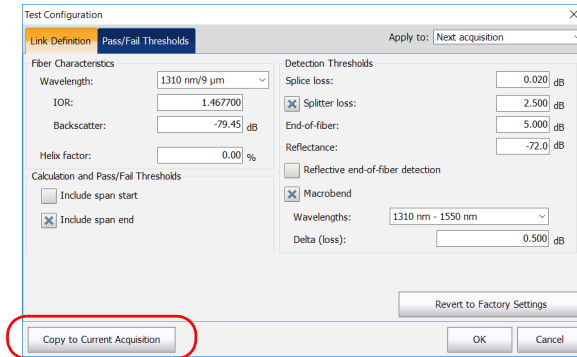 Test Configuration
Link Definition Pass/Fail Thresholds Apply to: Next acquisition
Fiber Characteristics
Wavelength: 1310 nm/9 µm
IOR: 1.467700
Backscatter: -79.45 dB
Helix factor: 0.00 %
Calculation and Pass/Fail Thresholds
Include span start
Include span end
Detection Thresholds
Splice loss: 0.020 dB
Splitter loss: 2.500 dB
End-of-fiber: 5.000 dB
Reflectance: -72.0 dB
Reflective end-of-fiber detection
Macrobend
Wavelengths: 1310 nm - 1550 nm
Delta (loss): 0.500 dB
Revert to Factory Settings
Copy to Current Acquisition OK Cancel